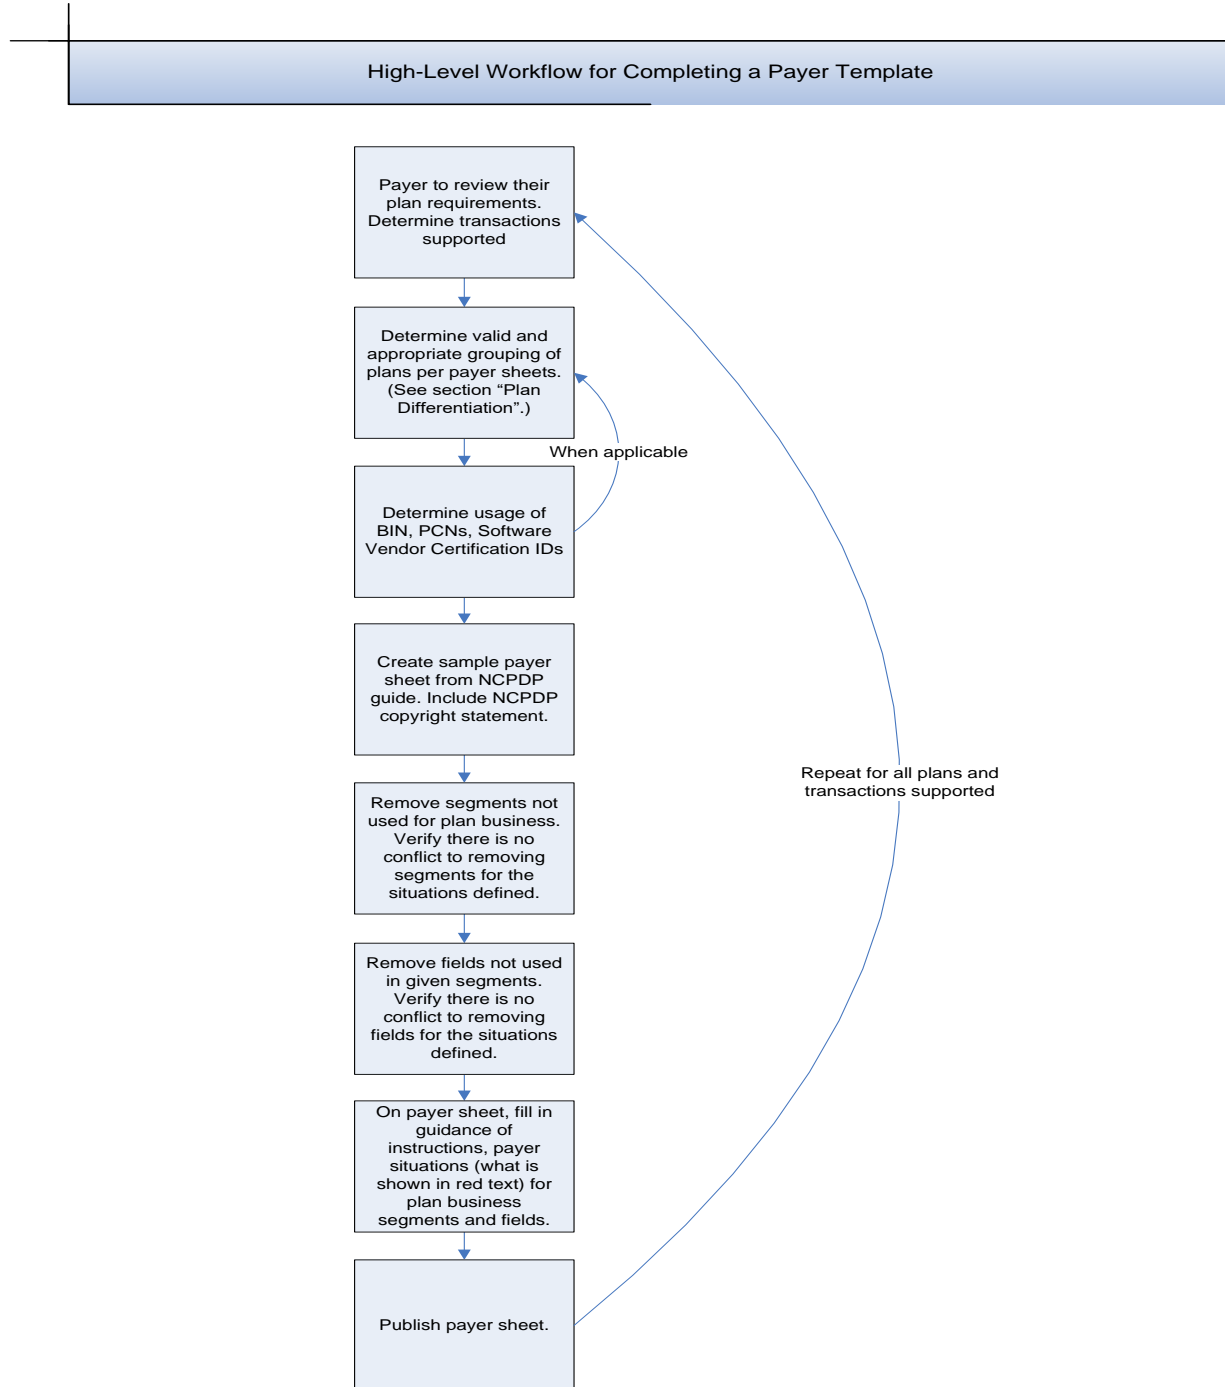 High-Level Workflow for Completing a Payer Template
Payer to review their
plan requirements.
Determine transactions
supported
Determine valid and
appropriate grouping of
plans per payer sheets.
(See section “Plan
Differentiation”.)
When applicable
Determine usage of
BIN, PCNs, Software
Vendor Certification IDs
Create sample payer
sheet from NCPDP
guide. Include NCPDP
copyright statement.
Repeat for all plans and
transactions supported
Remove segments not
used for plan business.
Verify there is no
conflict to removing
segments for the
situations defined.
Remove fields not used
in given segments.
Verify there is no
conflict to removing
fields for the situations
defined.
On payer sheet, fill in
guidance of
instructions, payer
situations (what is
shown in red text) for
plan business
segments and fields.
Publish payer sheet.